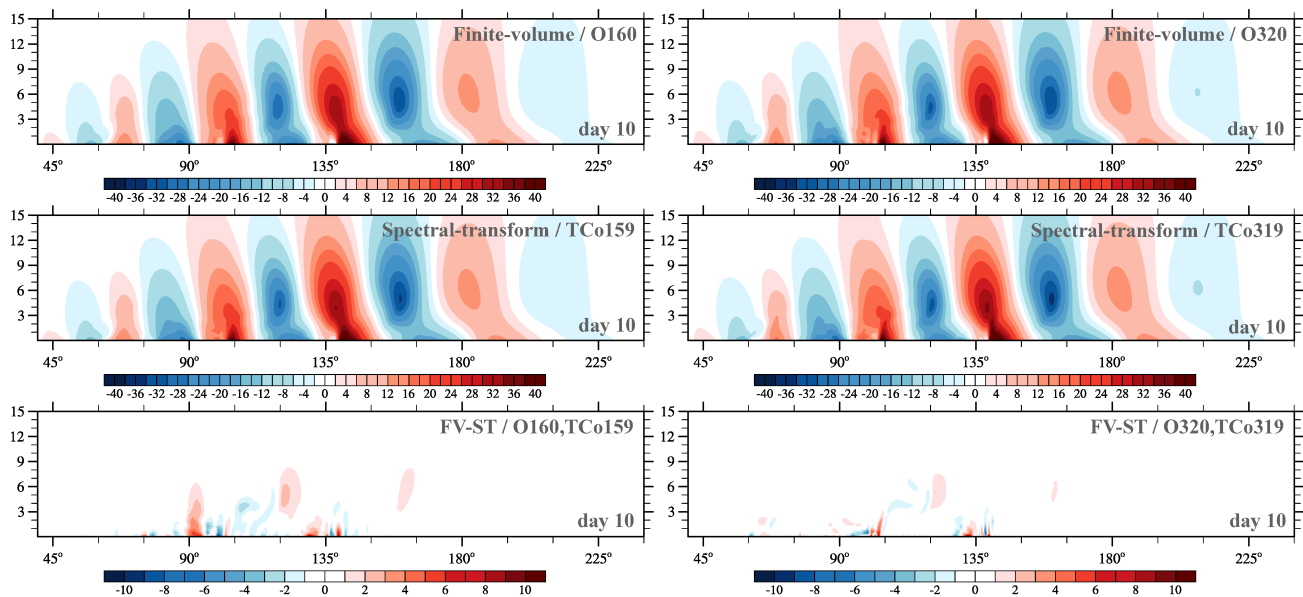 15
12
9
6
3
Finite-volume / O160
day 10
45° 90° 135° 180° 225°
-40 -36 -32 -28 -24 -20 -16 -12 -8 -4 0 4 8 12 16 20 24 28 32 36 40
15
12
9
6
3
Finite-volume / O320
day 10
45° 90° 135° 180° 225°
-40 -36 -32 -28 -24 -20 -16 -12 -8 -4 0 4 8 12 16 20 24 28 32 36 40
15
12
9
6
3
Spectral-transform / TCo159
day 10
45° 90° 135° 180° 225°
-40 -36 -32 -28 -24 -20 -16 -12 -8 -4 0 4 8 12 16 20 24 28 32 36 40
15
12
9
6
3
Spectral-transform / TCo319
day 10
45° 90° 135° 180° 225°
-40 -36 -32 -28 -24 -20 -16 -12 -8 -4 0 4 8 12 16 20 24 28 32 36 40
15
12
9
6
3
FV-ST / O160,TCo159
day 10
45° 90° 135° 180° 225°
-10 -8 -6 -4 -2 0 2 4 6 8 10
15
12
9
6
3
FV-ST / O320,TCo319
day 10
45° 90° 135° 180° 225°
-10 -8 -6 -4 -2 0 2 4 6 8 10